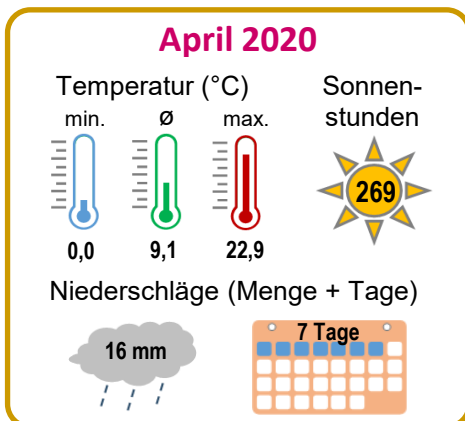 April 2020
Temperatur (°C)
Sonnen-
stunden
min. Ø max.
269
0,0 9,1 22,9
Niederschläge (Menge + Tage)
16 mm
7 Tage